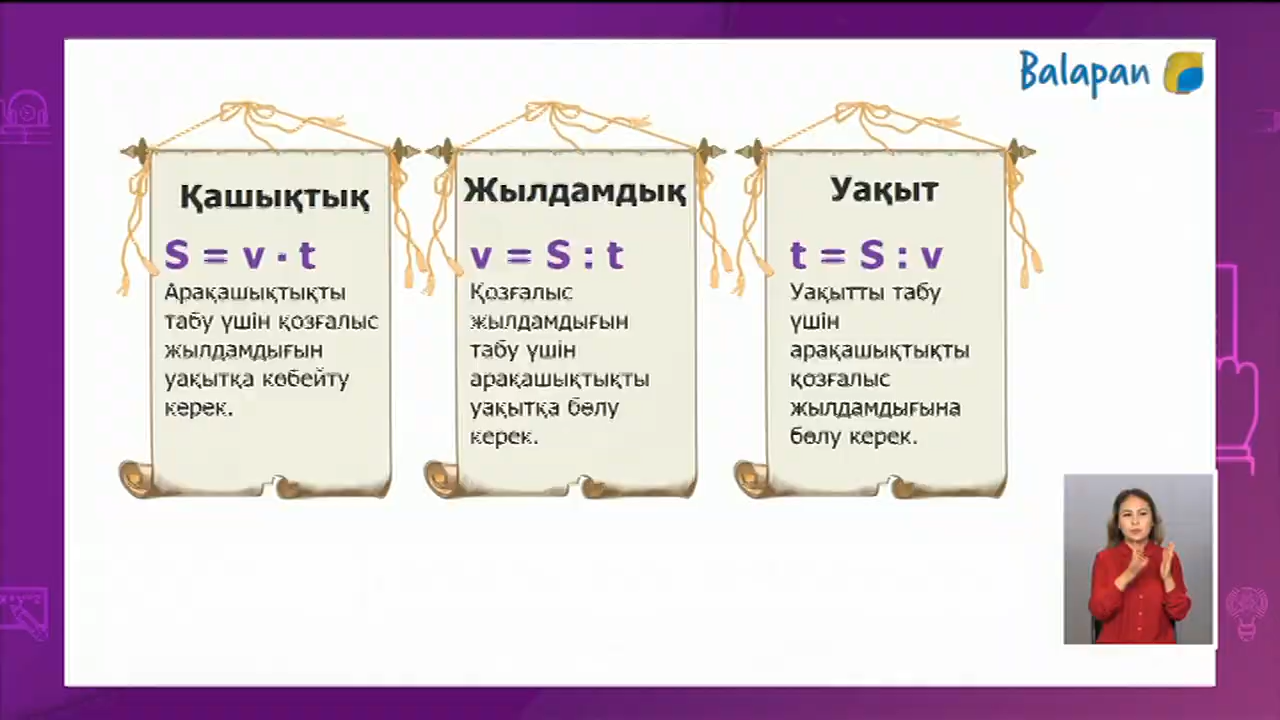 Balapan
Қашықтық
S = v · t
Арақашықтықты
табу үшін қозғалыс
жылдамдығын
уақытқа көбейту
керек.
Жылдамдық
v = S : t
Қозғалыс
жылдамдығын
табу үшін
арақашықтықты
уақытқа бөлу
керек.
Уақыт
t = S : v
Уақытты табу
үшін
арақашықтықты
қозғалыс
жылдамдығына
бөлу керек.